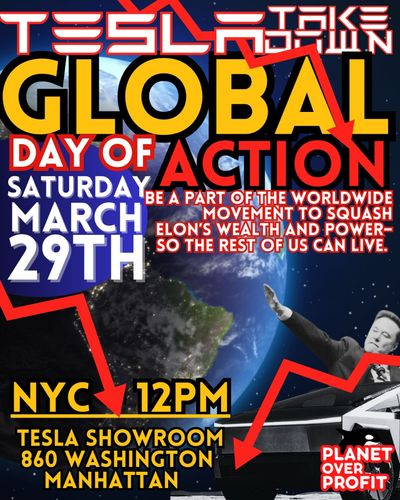 TESLA TAKE DOWN
GLOBAL
DAY OF ACTION
SATURDAY
MARCH
29TH
BE A PART OF THE WORLDWIDE
MOVEMENT TO SQUASH
ELON'S WEALTH AND POWER–
SO THE REST OF US CAN LIVE.
NYC 12PM
TESLA SHOWROOM
860 WASHINGTON
MANHATTAN
PLANET
OVER
PROFIT